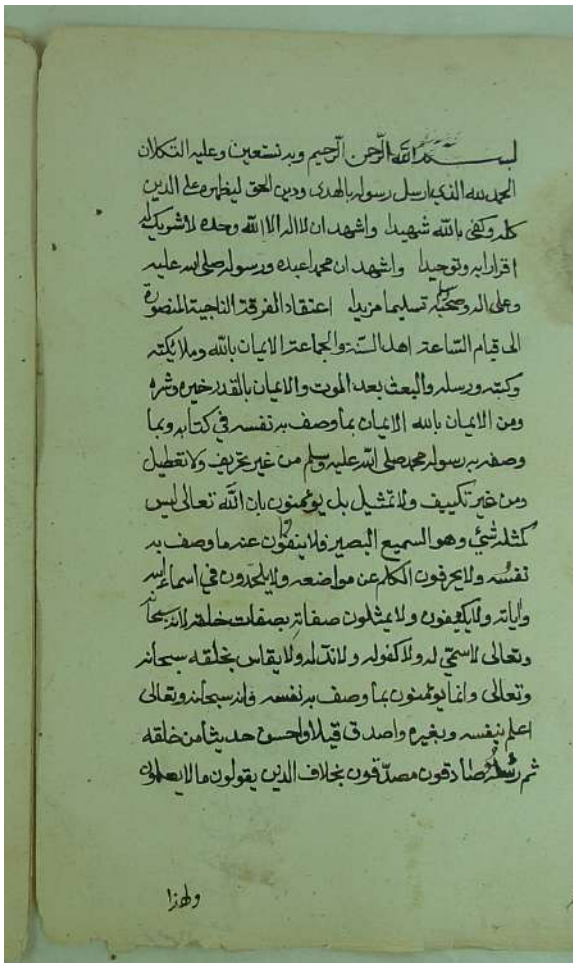 بسم الله الرحمن الرحيم وبه نستعين وعليه التكلان
الحمد لله الذي ارسل رسوله بالهدى ودين الحق ليظهره على الدين
كله وكفى بالله شهيدا واشهد ان لا اله الا الله وحده لا شريك له
اقرارا به وتوحيدا واشهد ان محمدا عبده ورسوله صلى الله عليه
وعلى اله وصحبه وسلم تسليما مزيدا اعتقاد الفرقة الناجية المنصورة
الى قيام الساعة اهل السنة والجماعة الايمان بالله وملائكته
وكتبه ورسله والبعث بعد الموت والايمان بالقدر خيره وشره
ومن الايمان بالله الايمان بما وصف به نفسه في كتابه وبما
وصفه به رسوله محمد صلى الله عليه وسلم من غير تحريف ولا تعطيل
ومن غير تكييف ولا تمثيل بل يؤمنون بان الله تعالى ليس
كمثله شيء وهو السميع البصير فلا ينفون عنه ما وصف به
نفسه ولا يحرفون الكلم عن مواضعه ولا يلحدون في اسماء الله
واياته ولا يكيفون ولا يمثلون صفاته بصفات خلقه لانه سبحانه
وتعالى لا سمي له ولا كفو له ولا ند له ولا يقاس بخلقه سبحانه
وتعالى وانما يؤمنون بما وصف به نفسه فانه سبحانه وتعالى
اعلم بنفسه وبغيره واصدق قيلا واحسن حديثا من خلقه
ثم رسله صادقون مصدقون بخلاف الذين يقولون ما لا يعلمون
ولهذا